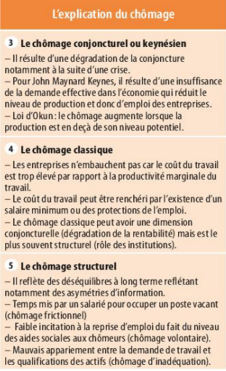 L'explication du chômage
3 Le chômage conjoncturel ou keynésien
– Il résulte d'une dégradation de la conjoncture
notamment à la suite d'une crise.
– Pour John Maynard Keynes, il résulte d'une insuffisance
de la demande effective dans l'économie qui réduit le
niveau de production et donc d'emploi des entreprises.
– Loi d'Okun : le chômage augmente lorsque la
production est en deçà de son niveau potentiel.
4 Le chômage classique
– Les entreprises n'embauchent pas car le coût du travail
est trop élevé par rapport à la productivité marginale du
travail.
– Le coût du travail peut être renchéri par l'existence d'un
salaire minimum ou des protections de l'emploi.
– Le chômage classique peut avoir une dimension
conjoncturelle (dégradation de la rentabilité) mais est le
plus souvent structurel (rôle des institutions).
5 Le chômage structurel
– Il reflète des déséquilibres à long terme reflétant
notamment des asymétries d'information.
– Temps mis par un salarié pour occuper un poste vacant
(chômage frictionnel)
– Faible incitation à la reprise d'emploi du fait du niveau
des aides sociales aux chômeurs (chômage volontaire).
– Mauvais appariement entre la demande de travail et
les qualifications des actifs (chômage d'inadéquation).